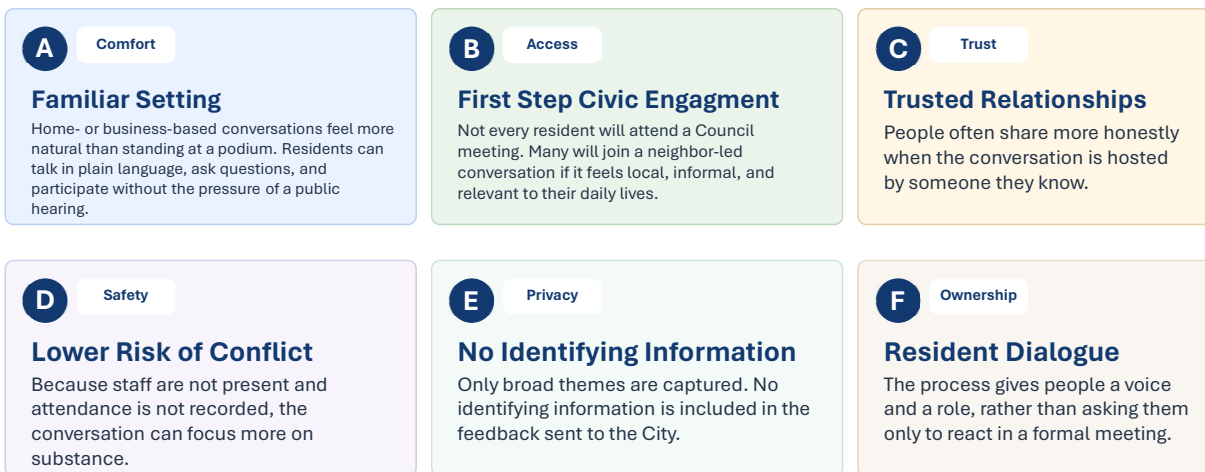 A
Comfort
Familiar Setting
Home- or business-based conversations feel more
natural than standing at a podium. Residents can
talk in plain language, ask questions, and
participate without the pressure of a public
hearing.
B
Access
First Step Civic Engagment
Not every resident will attend a Council
meeting. Many will join a neighbor-led
conversation if it feels local, informal, and
relevant to their daily lives.
C
Trust
Trusted Relationships
People often share more honestly
when the conversation is hosted
by someone they know.
D
Safety
Lower Risk of Conflict
Because staff are not present and
attendance is not recorded, the
conversation can focus more on
substance.
E
Privacy
No Identifying Information
Only broad themes are captured. No
identifying information is included in the
feedback sent to the City.
F
Ownership
Resident Dialogue
The process gives people a voice
and a role, rather than asking them
only to react in a formal meeting.